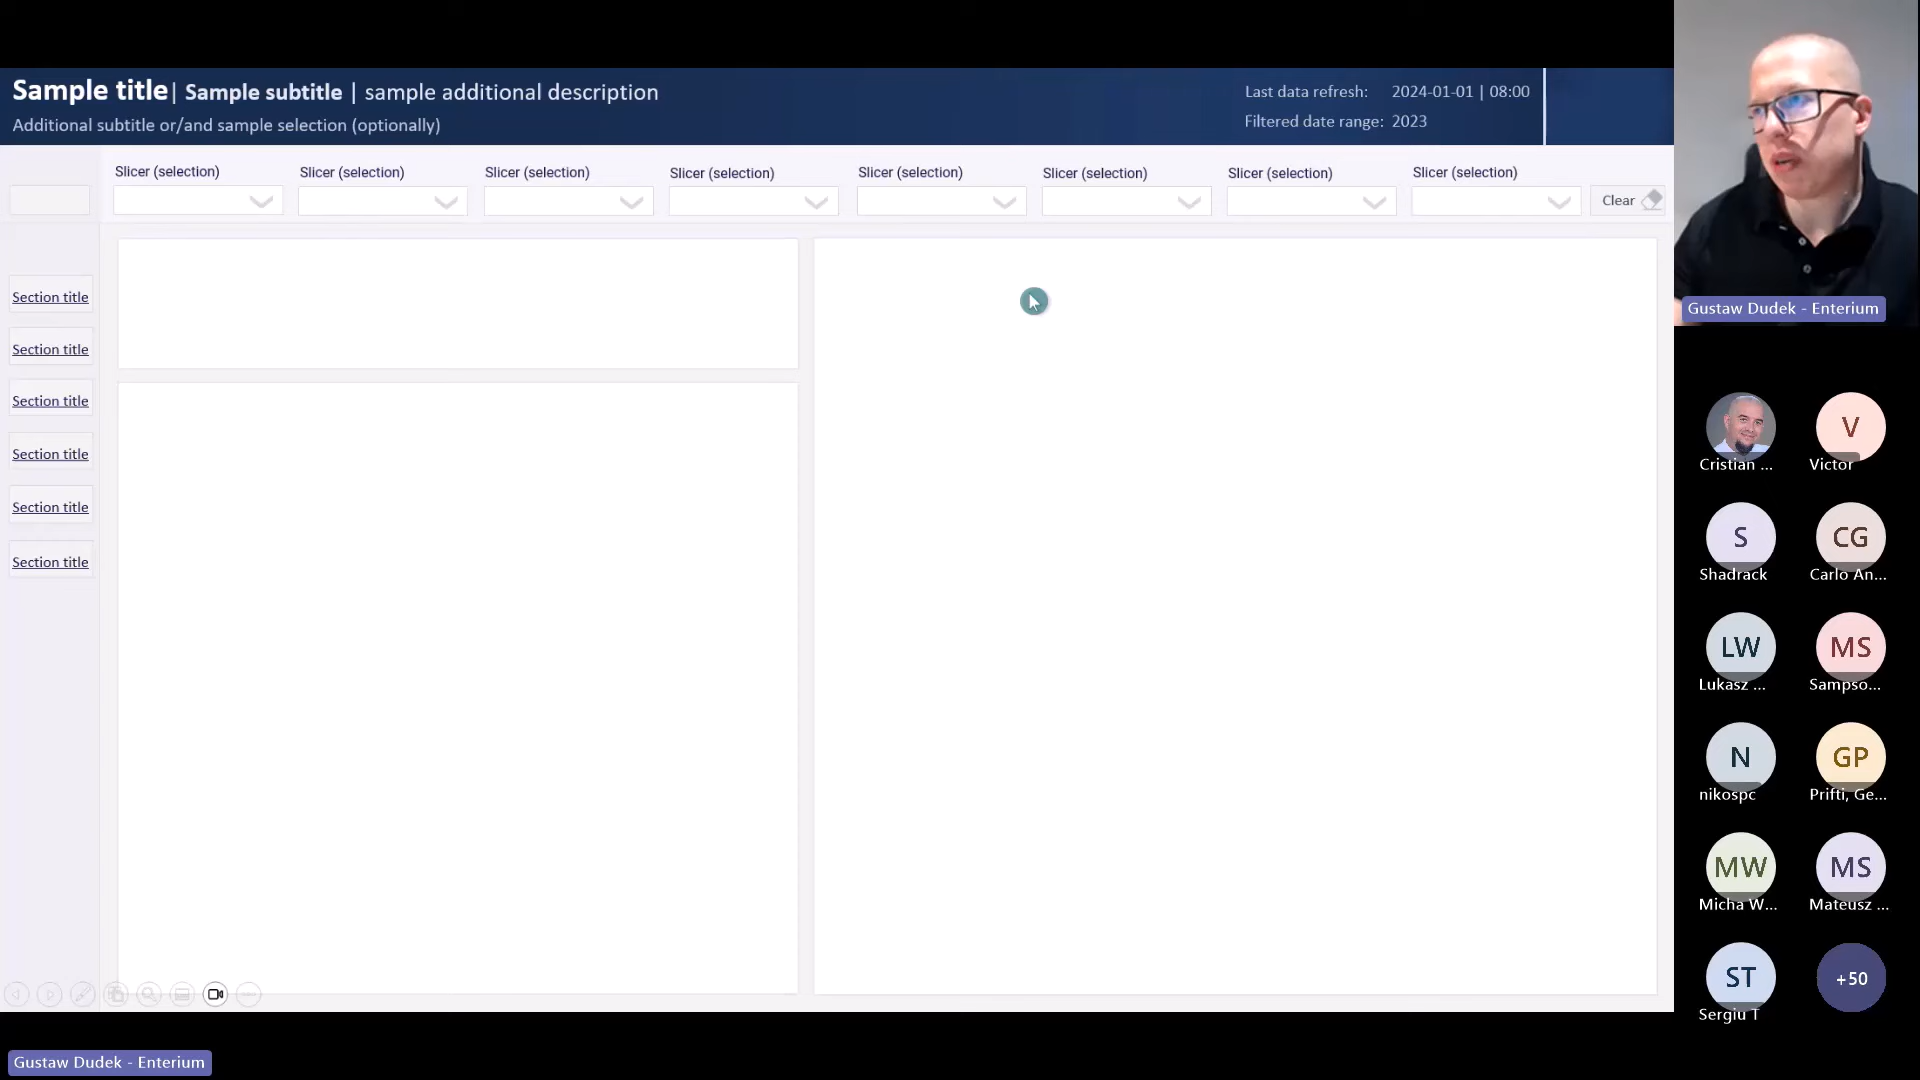 Sample title | Sample subtitle | sample additional description
Additional subtitle or/and sample selection (optionally)
Last data refresh: 2024-01-01 | 08:00
Filtered date range: 2023
Slicer (selection)
Slicer (selection)
Slicer (selection)
Slicer (selection)
Slicer (selection)
Slicer (selection)
Slicer (selection)
Slicer (selection)
Clear
Section title
Section title
Section title
Section title
Section title
Section title
Gustaw Dudek - Enterium
Cristian ...
V
Victor
S
Shadrack
CG
Carlo An...
LW
Lukasz ...
MS
Sampso...
N
nikospc
GP
Prifti, Ge...
MW
Micha W...
MS
Mateusz ...
ST
Sergiu T
+50
Gustaw Dudek - Enterium